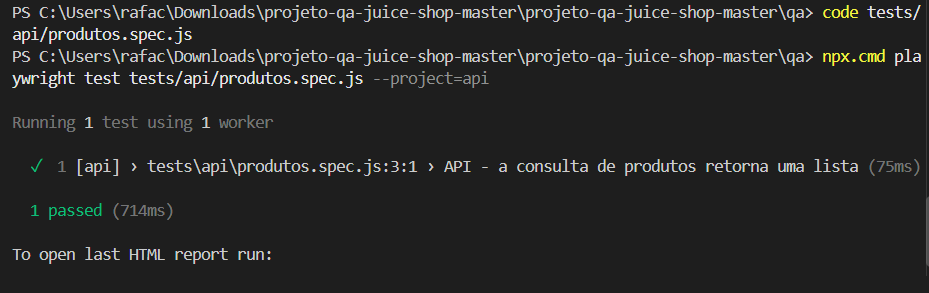 PS C:\Users\rafac\Downloads\projeto-qa-juice-shop-master\projeto-qa-juice-shop-master\qa> code tests/
api/produtos.spec.js
PS C:\Users\rafac\Downloads\projeto-qa-juice-shop-master\projeto-qa-juice-shop-master\qa> npx.cmd pla
ywright test tests/api/produtos.spec.js --project=api
Running 1 test using 1 worker
✓ 1 [api] › tests\api\produtos.spec.js:3:1 › API - a consulta de produtos retorna uma lista (75ms)
1 passed (714ms)
To open last HTML report run: